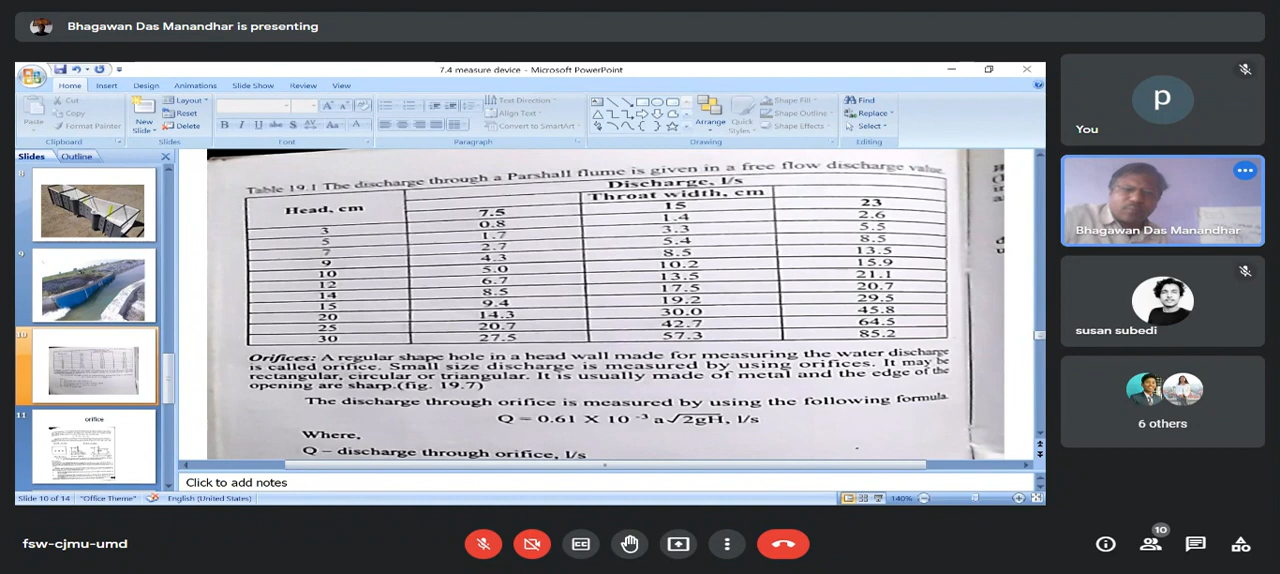 Bhagawan Das Manandhar is presenting
7.4 measure device - Microsoft PowerPoint
Home Insert Design Animations Slide Show Review View
Cut
Copy
Format Painter
Paste
Clipboard
New
Slide
Layout
Reset
Delete
Slides
B I U abe S AV Aa A
Font
Paragraph
Text Direction
Align Text
Convert to SmartArt
Arrange
Quick
Styles
Shape Fill
Shape Outline
Shape Effects
Drawing
Find
Replace
Select
Editing
Slides Outline
8
9
10
11
orifice
Table 19.1 The discharge through a Parshall flume is given in a free flow discharge value
Discharge, l/s
Head, cm Throat width, cm
7.5 15 23
3 0.8 1.4 2.6
5 1.7 3.3 5.5
7 2.7 5.4 8.5
9 4.3 8.5 13.5
10 5.0 10.2 15.9
12 6.7 13.5 21.1
14 8.5 17.5 20.7
15 9.4 19.2 29.5
20 14.3 30.0 45.8
25 20.7 42.7 64.5
30 27.5 57.3 85.2
Orifices: A regular shape hole in a head wall made for measuring the water discharge
is called orifice. Small size discharge is measured by using orifices. It may be
rectangular, circular or triangular. It is usually made of metal and the edge of the
opening are sharp.(fig. 19.7)
The discharge through orifice is measured by using the following formula
Q = 0.61 X 10 -3 a√2gH, l/s
Where,
Q – discharge through orifice, l/s
Click to add notes
Slide 10 of 14 "Office Theme" English (United States) 140%
P
You
Bhagawan Das Manandhar
susan subedi
6 others
fsw-cjmu-umd
CC
10